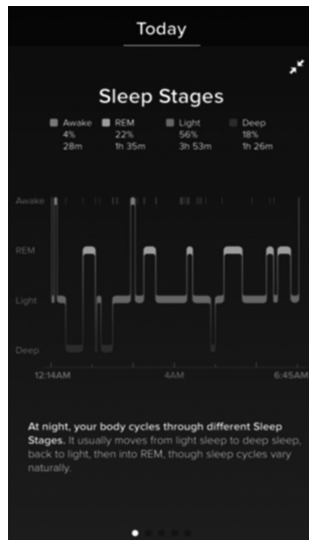 Today
Sleep Stages
Awake REM Light Deep
4% 22% 56% 18%
28m 1h 35m 3h 53m 1h 26m
Awake
REM
Light
Deep
12:14AM 4AM 6:45AM
At night, your body cycles through different Sleep
Stages. It usually moves from light sleep to deep sleep,
back to light, then into REM, though sleep cycles vary
naturally.